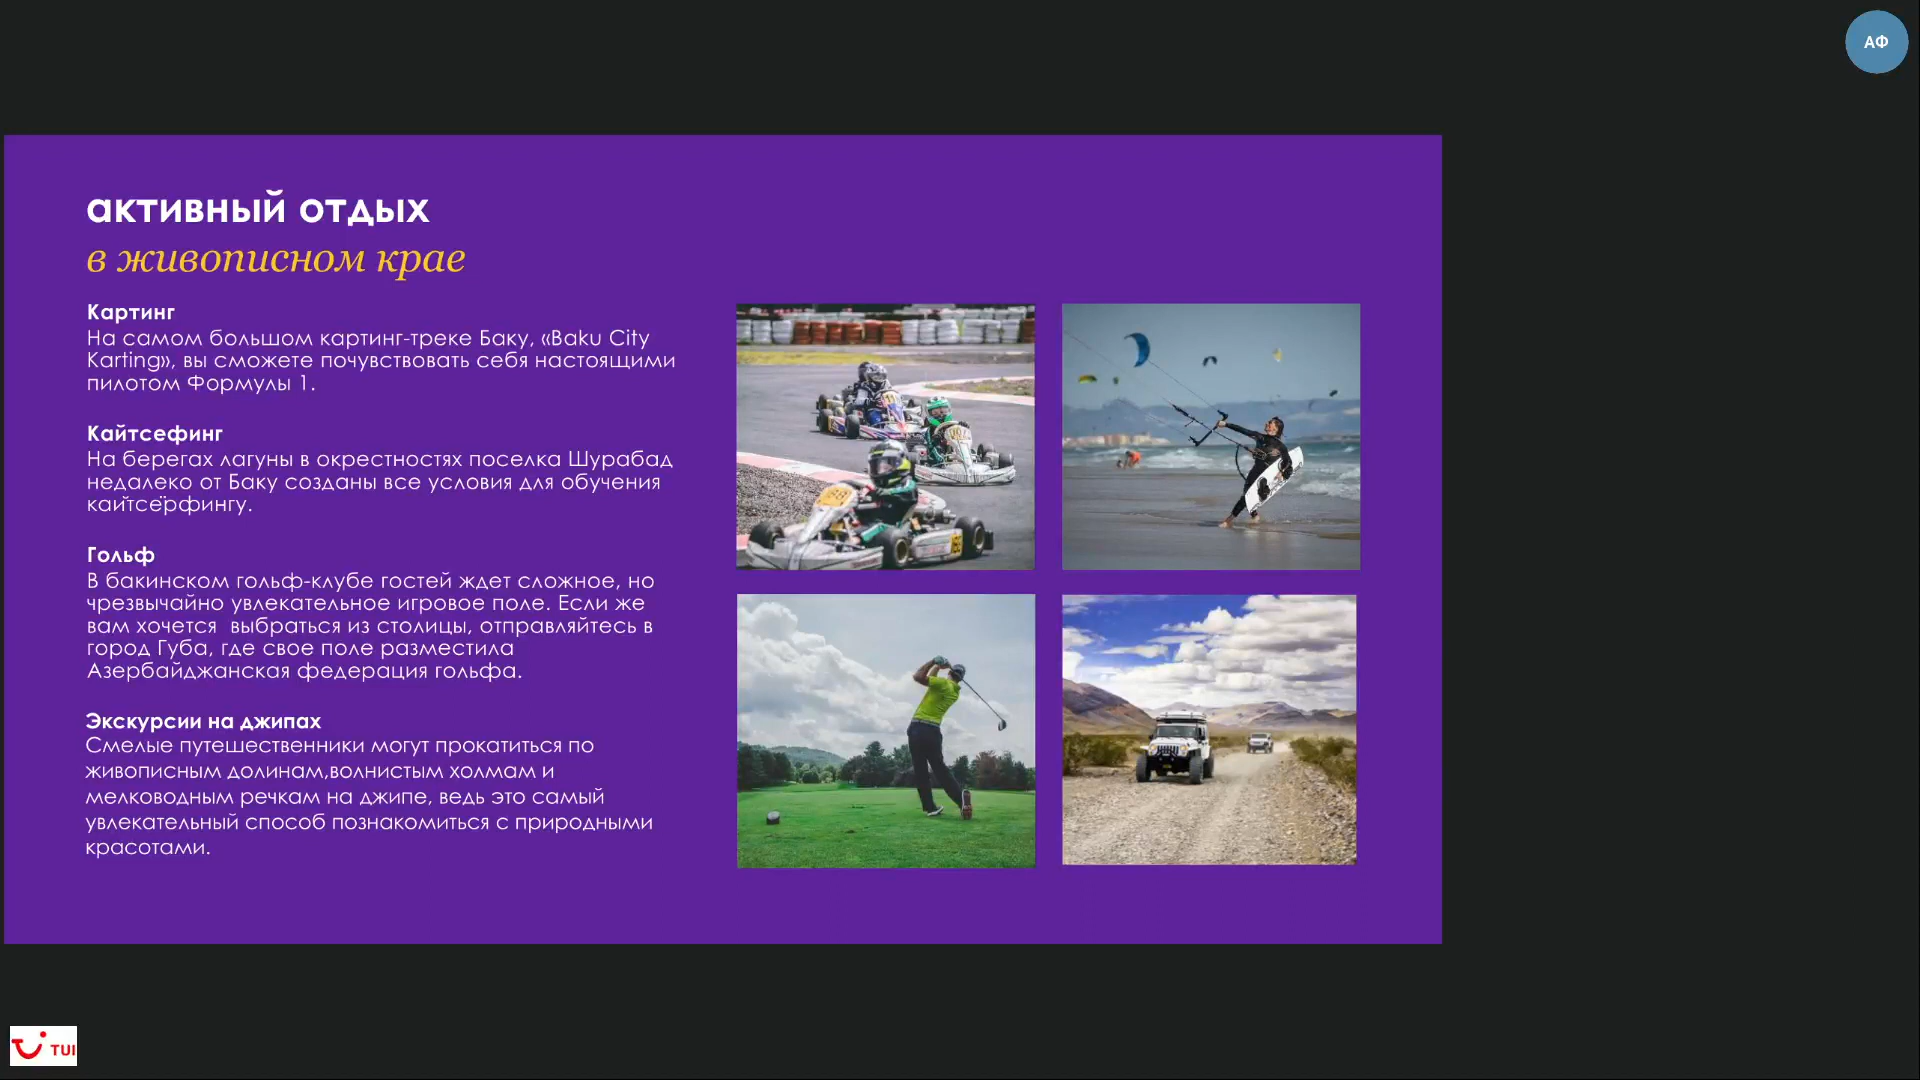 АФ
активный отдых
в живописном крае
Картинг
На самом большом картинг-треке Баку, «Baku City
Karting», вы сможете почувствовать себя настоящими
пилотом Формулы 1.
Кайтсефинг
На берегах лагуны в окрестностях поселка Шурабад
недалеко от Баку созданы все условия для обучения
кайтсёрфингу.
Гольф
В бакинском гольф-клубе гостей ждет сложное, но
чрезвычайно увлекательное игровое поле. Если же
вам хочется  выбраться из столицы, отправляйтесь в
город Губа, где свое поле разместила
Азербайджанская федерация гольфа.
Экскурсии на джипах
Смелые путешественники могут прокатиться по
живописным долинам,волнистым холмам и
мелководным речкам на джипе, ведь это самый
увлекательный способ познакомиться с природными
красотами.
TUI